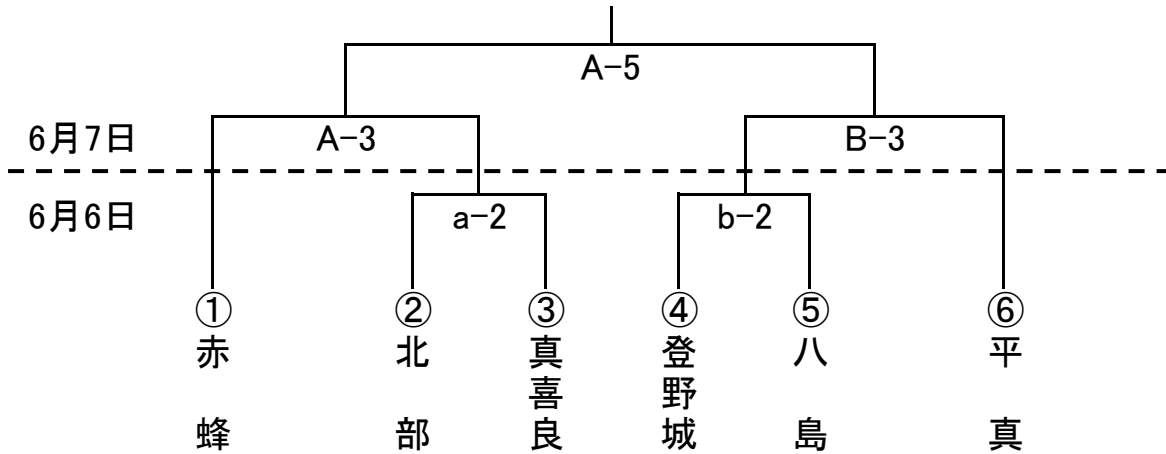 A-5
6月7日
A-3
B-3
6月6日
a-2
b-2
①
②
③
④
⑤
⑥
赤蜂
北部
真喜良
登野城
八島
平真